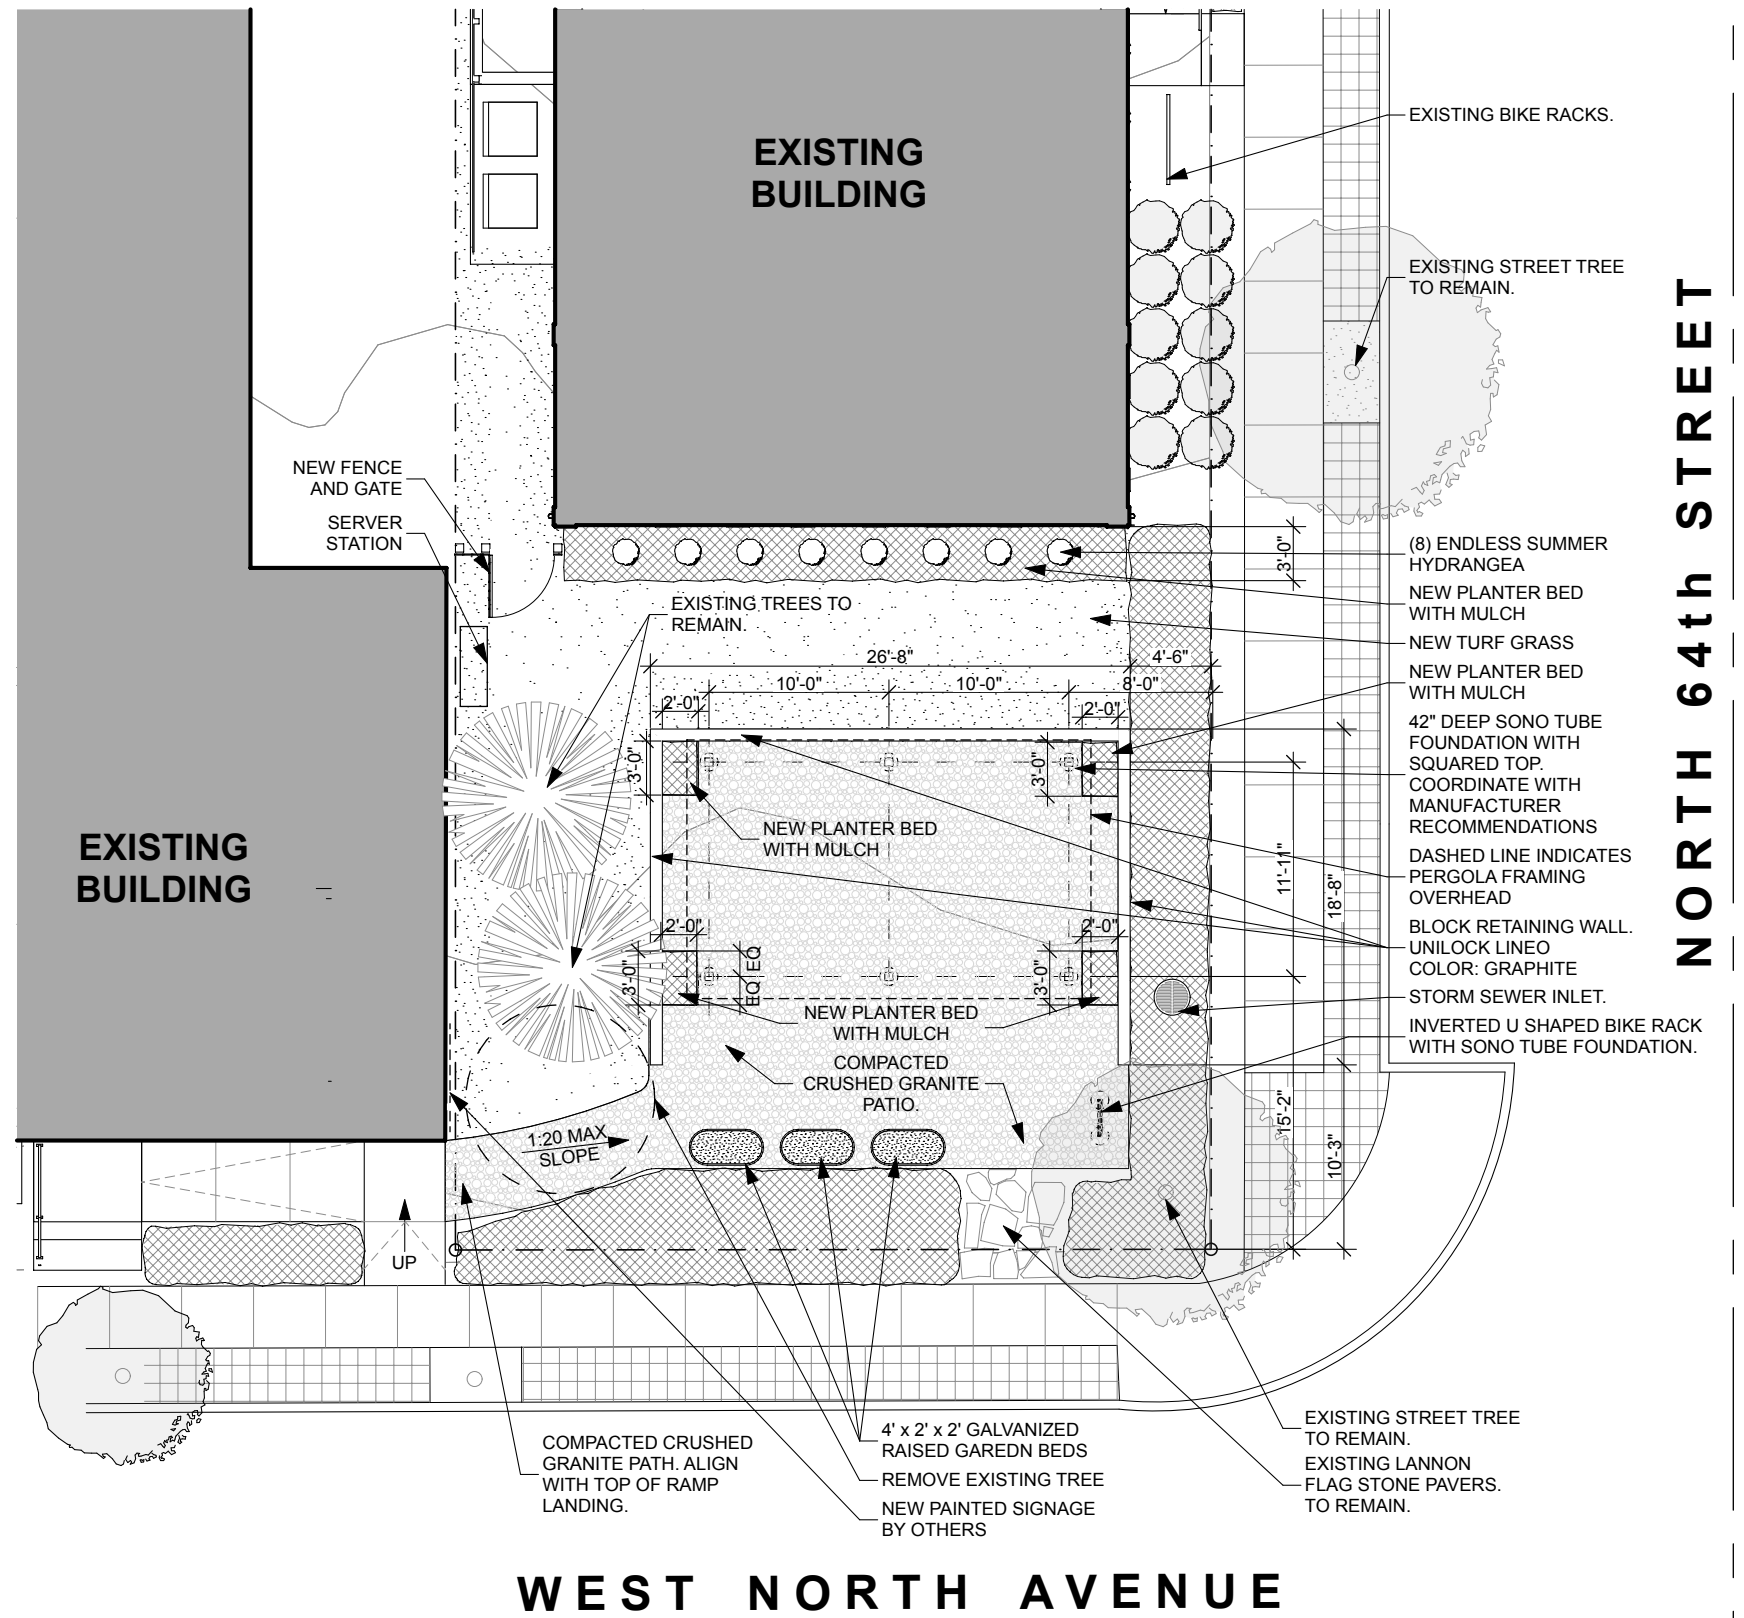 EXISTING
BUILDING
EXISTING BIKE RACKS.
EXISTING STREET TREE
TO REMAIN.
NORTH 64th STREET
NEW FENCE
AND GATE
SERVER
STATION
3'-0"
(8) ENDLESS SUMMER
HYDRANGEA
NEW PLANTER BED
WITH MULCH
NEW TURF GRASS
NEW PLANTER BED
WITH MULCH
42" DEEP SONO TUBE
FOUNDATION WITH
SQUARED TOP.
COORDINATE WITH
MANUFACTURER
RECOMMENDATIONS
DASHED LINE INDICATES
PERGOLA FRAMING
OVERHEAD
BLOCK RETAINING WALL.
UNILOCK LINEO
COLOR: GRAPHITE
STORM SEWER INLET.
INVERTED U SHAPED BIKE RACK
WITH SONO TUBE FOUNDATION.
EXISTING TREES TO
REMAIN.
26'-8"
4'-6"
10'-0"
10'-0"
8'-0"
2'-0"
2'-0"
3'-0"
3'-0"
NEW PLANTER BED
WITH MULCH
EXISTING
BUILDING
11'-11"
18'-8"
2'-0"
2'-0"
3'-0"
EQ EQ
3'-0"
NEW PLANTER BED
WITH MULCH
COMPACTED
CRUSHED GRANITE
PATIO.
1:20 MAX
SLOPE
15'-2"
10'-3"
UP
COMPACTED CRUSHED
GRANITE PATH. ALIGN
WITH TOP OF RAMP
LANDING.
4' x 2' x 2' GALVANIZED
RAISED GAREDN BEDS
REMOVE EXISTING TREE
NEW PAINTED SIGNAGE
BY OTHERS
EXISTING STREET TREE
TO REMAIN.
EXISTING LANNON
FLAG STONE PAVERS.
TO REMAIN.
WEST NORTH AVENUE